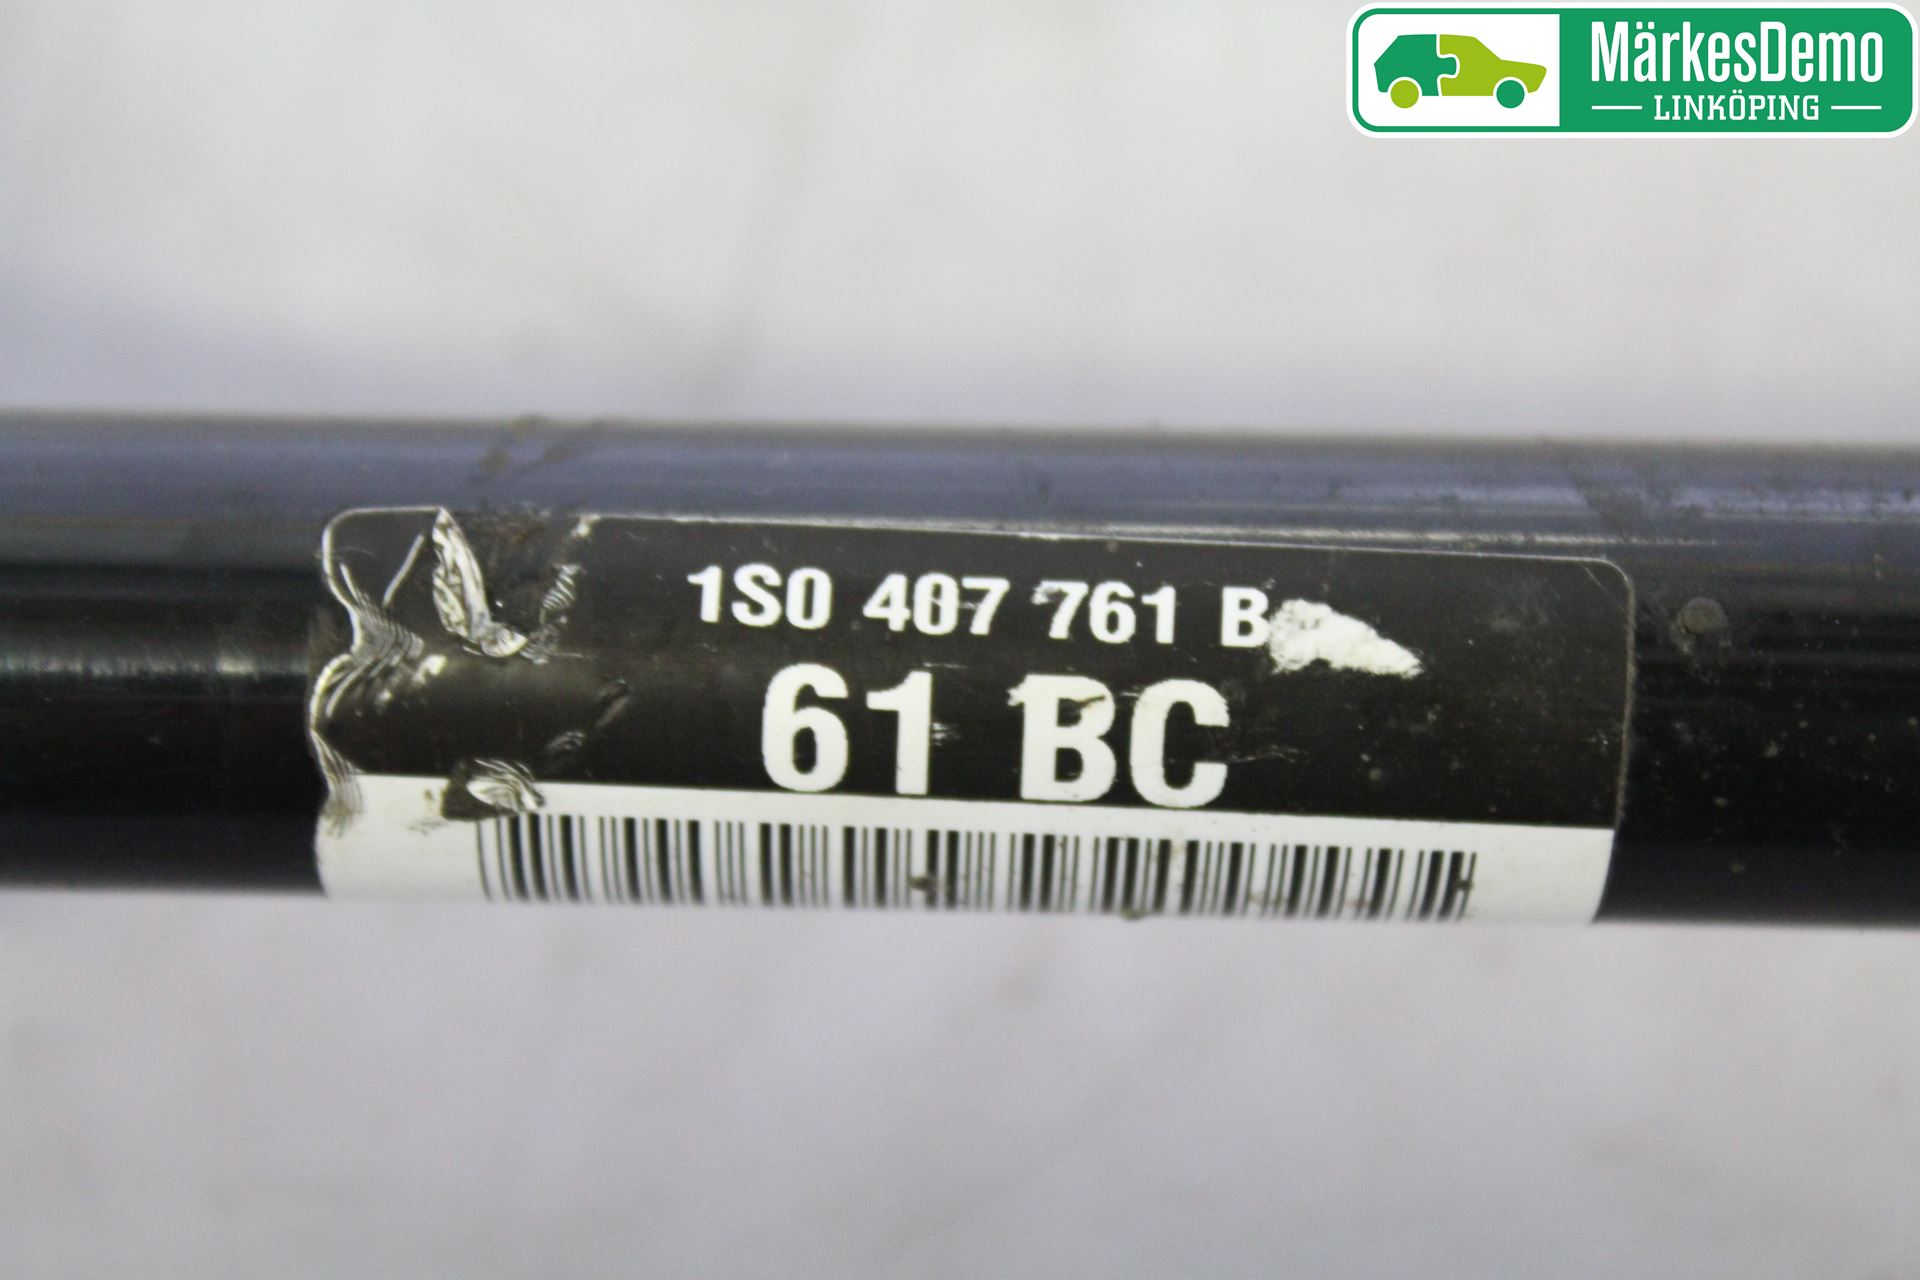 MärkesDemo
LINKÖPING
1S0 407 761 B
61 BC